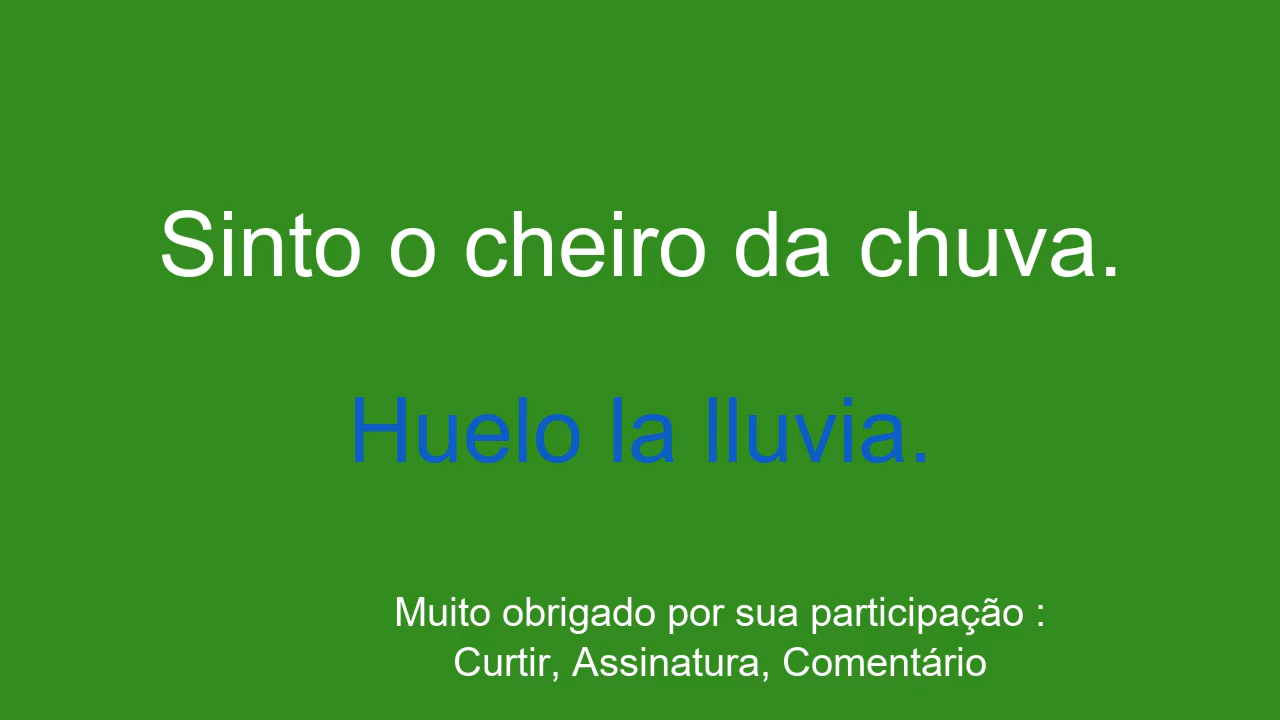 Sinto o cheiro da chuva.
Huelo la lluvia.
Muito obrigado por sua participação :
Curtir, Assinatura, Comentário